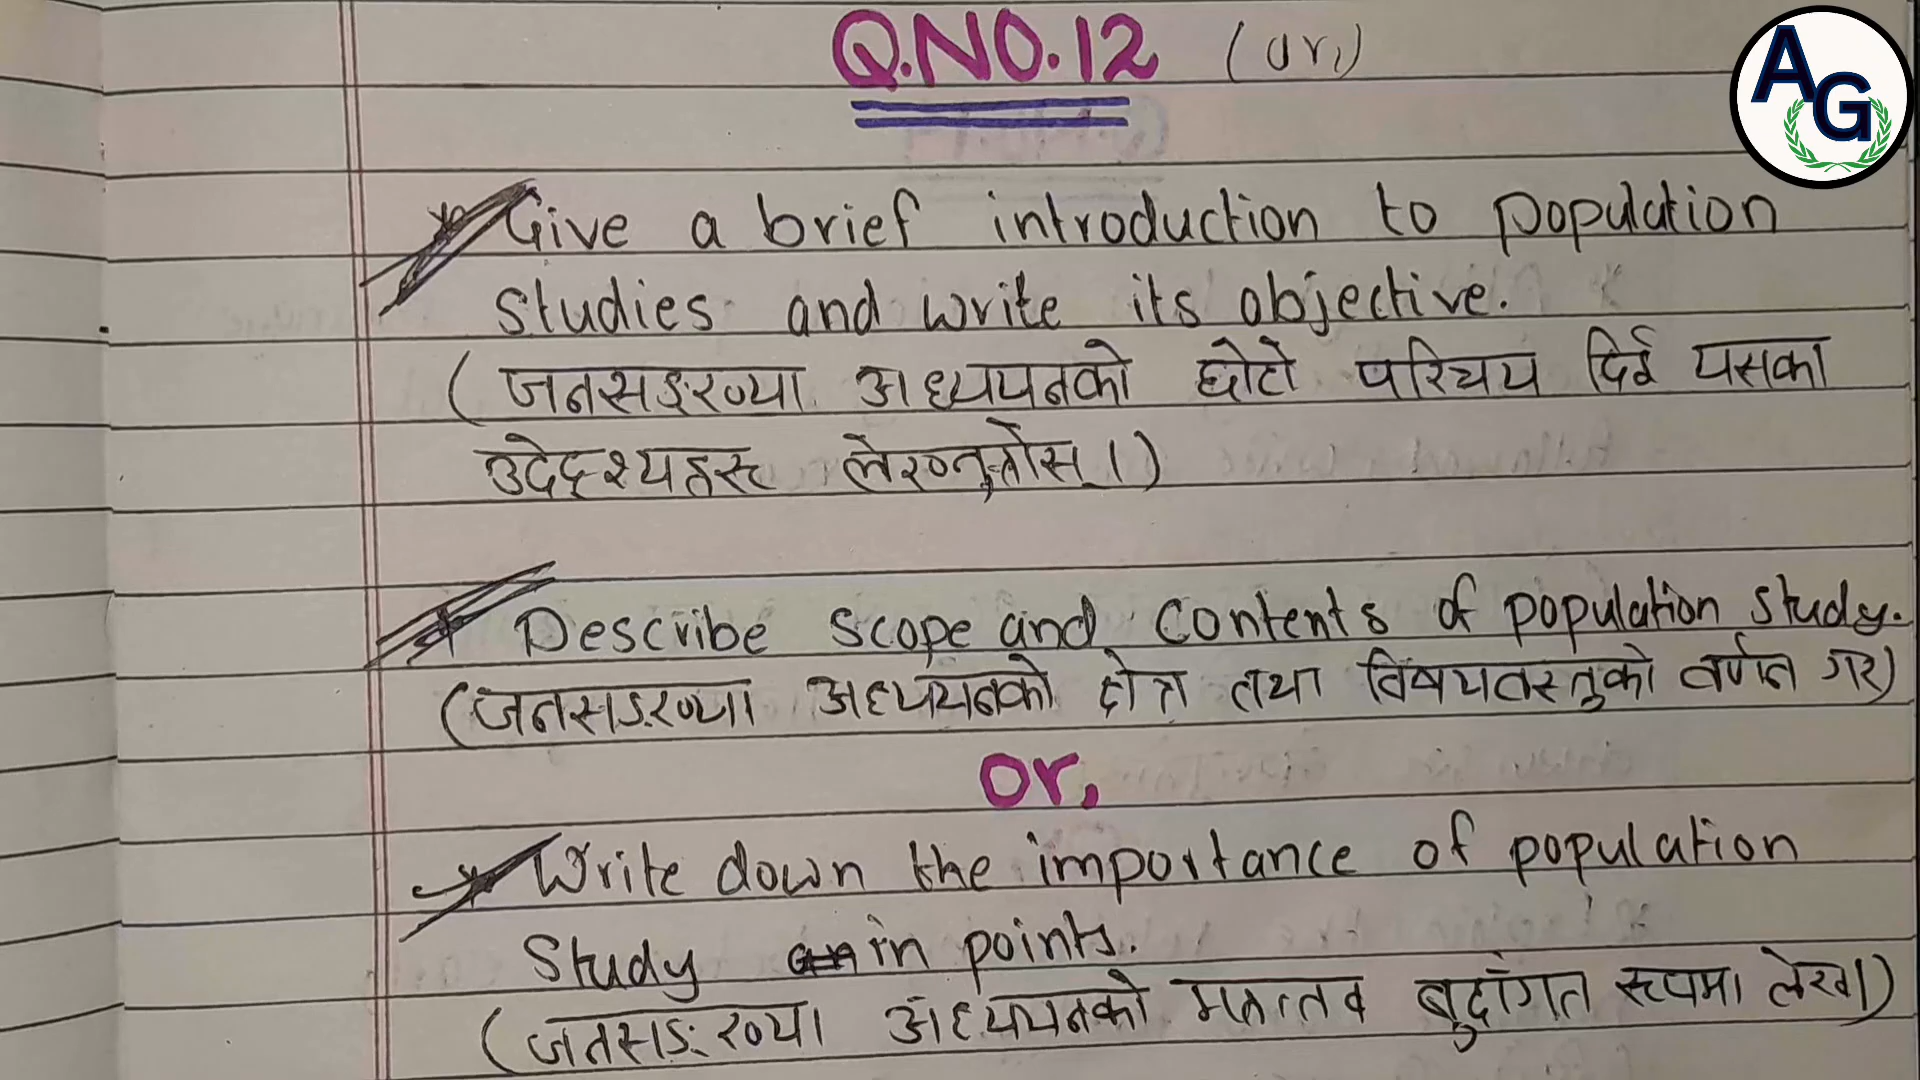 Q.NO.12 (or,)
AG
Give a brief introduction to population
studies and write its objective.
(जनसङ्ख्या अध्ययनको छोटो परिचय दिई यसका
उदेद्श्यहरू लेख्नुहोस् ।)
Describe scope and contents of population study.
(जनसङ्ख्या अध्ययनको क्षेत्र तथा विषयवस्तुको वर्णन गर)
or,
Write down the importance of population
study in points.
(जनसङ्ख्या अध्ययनको महत्तव बुदाँगत रूपमा लेख।)